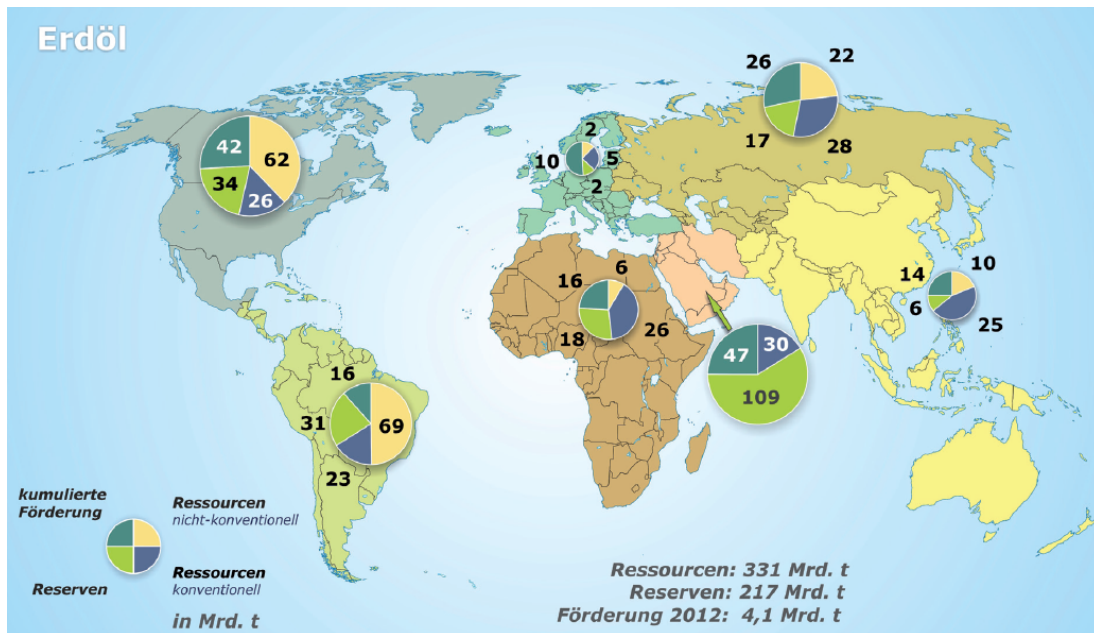 Erdöl
42
62
34
26
2
10
5
2
26
22
17
28
16
6
18
26
47
30
109
14
10
6
25
16
31
69
23
kumulierte
Förderung
Ressourcen
nicht-konventionell
Reserven
Ressourcen
konventionell
in Mrd. t
Ressourcen: 331 Mrd. t
Reserven: 217 Mrd. t
Förderung 2012: 4,1 Mrd. t